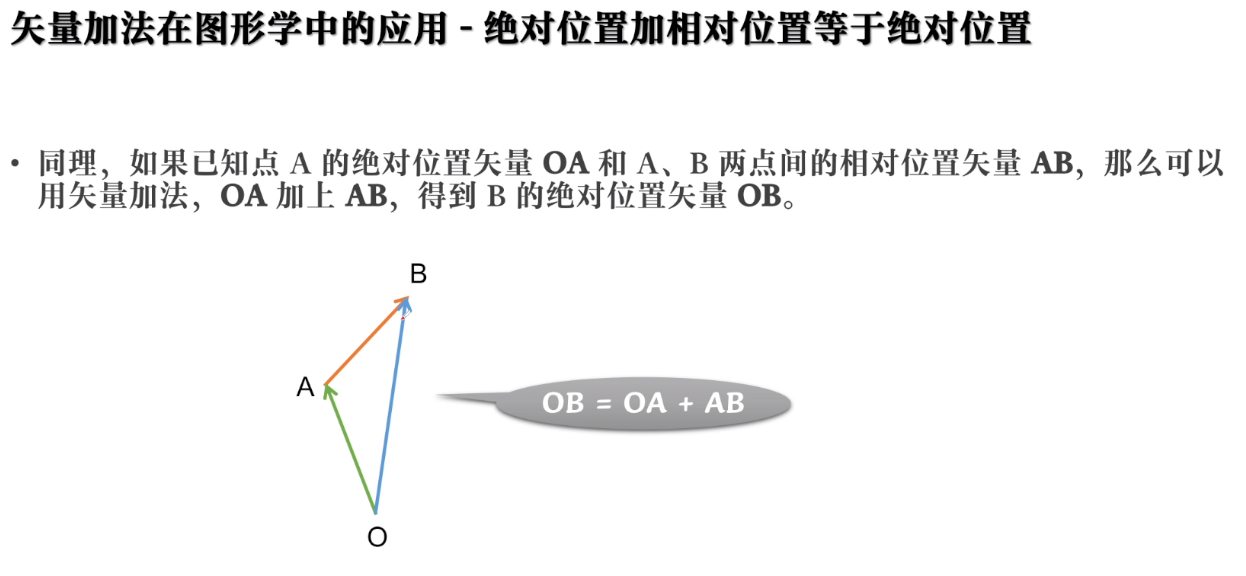 矢量加法在图形学中的应用 - 绝对位置加相对位置等于绝对位置
• 同理，如果已知点 A 的绝对位置矢量 OA 和 A、B 两点间的相对位置矢量 AB，那么可以
用矢量加法，OA 加上 AB，得到 B 的绝对位置矢量 OB。
B
A
OB = OA + AB
O